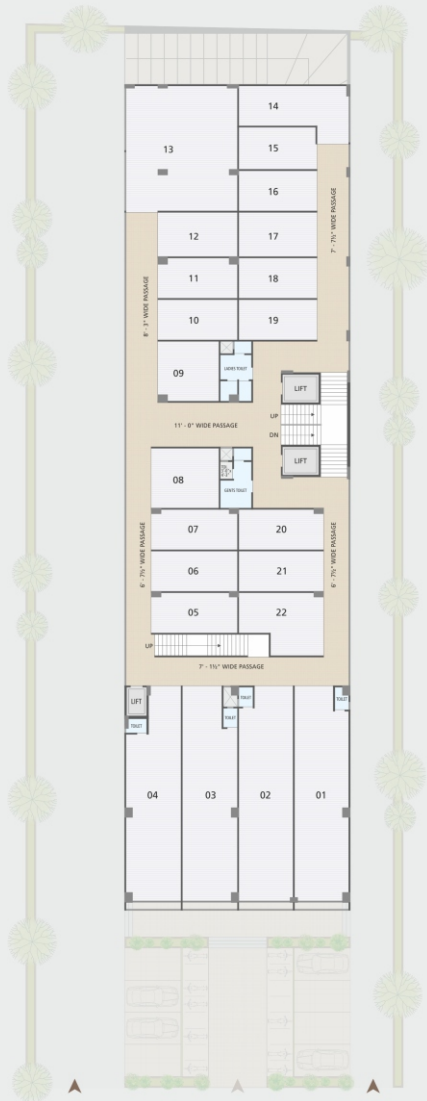 14
13
15
16
7' - 7½" WIDE PASSAGE
12
17
8' - 3" WIDE PASSAGE
11
18
10
19
09
LADIES TOILET
LIFT
UP
11' - 0" WIDE PASSAGE
DN
LIFT
08
GENTS TOILET
07
20
6' - 7½" WIDE PASSAGE
6' - 7½" WIDE PASSAGE
06
21
05
22
UP
7' - 1½" WIDE PASSAGE
LIFT
TOILET
TOILET
TOILET
TOILET
04
03
02
01